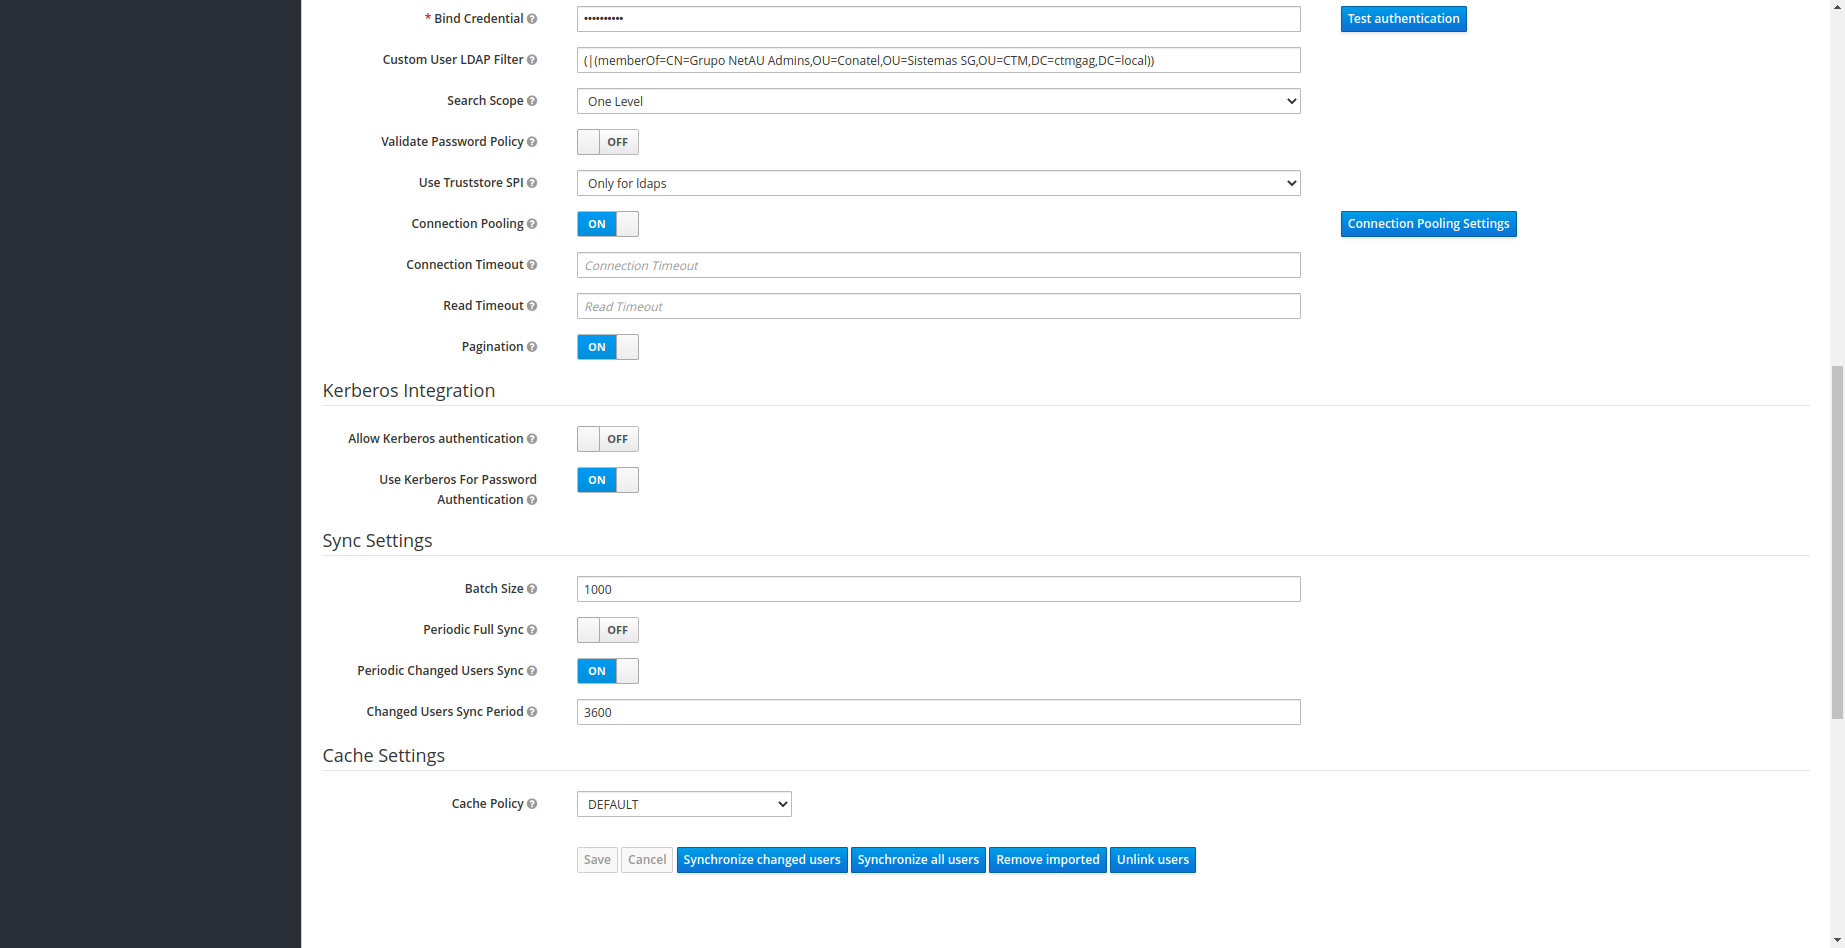 * Bind Credential
••••••••••
Test authentication
Custom User LDAP Filter
(|(memberOf=CN=Grupo NetAU Admins,OU=Conatel,OU=Sistemas SG,OU=CTM,DC=ctmgag,DC=local))
Search Scope
One Level
Validate Password Policy
OFF
Use Truststore SPI
Only for ldaps
Connection Pooling
ON
Connection Pooling Settings
Connection Timeout
Connection Timeout
Read Timeout
Read Timeout
Pagination
ON
Kerberos Integration
Allow Kerberos authentication
OFF
Use Kerberos For Password
Authentication
ON
Sync Settings
Batch Size
1000
Periodic Full Sync
OFF
Periodic Changed Users Sync
ON
Changed Users Sync Period
3600
Cache Settings
Cache Policy
DEFAULT
Save
Cancel
Synchronize changed users
Synchronize all users
Remove imported
Unlink users